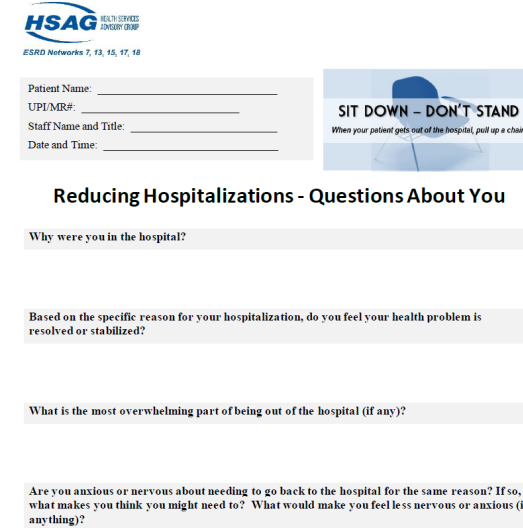 HSAG HEALTH SERVICES
ADVISORY GROUP
ESRD Networks 7, 13, 15, 17, 18
Patient Name:
UPI/MR#:
Staff Name and Title:
Date and Time:
SIT DOWN – DON'T STAND
When your patient gets out of the hospital, pull up a chair
Reducing Hospitalizations - Questions About You
Why were you in the hospital?
Based on the specific reason for your hospitalization, do you feel your health problem is
resolved or stabilized?
What is the most overwhelming part of being out of the hospital (if any)?
Are you anxious or nervous about needing to go back to the hospital for the same reason? If so,
what makes you think you might need to? What would make you feel less nervous or anxious (i
anything)?